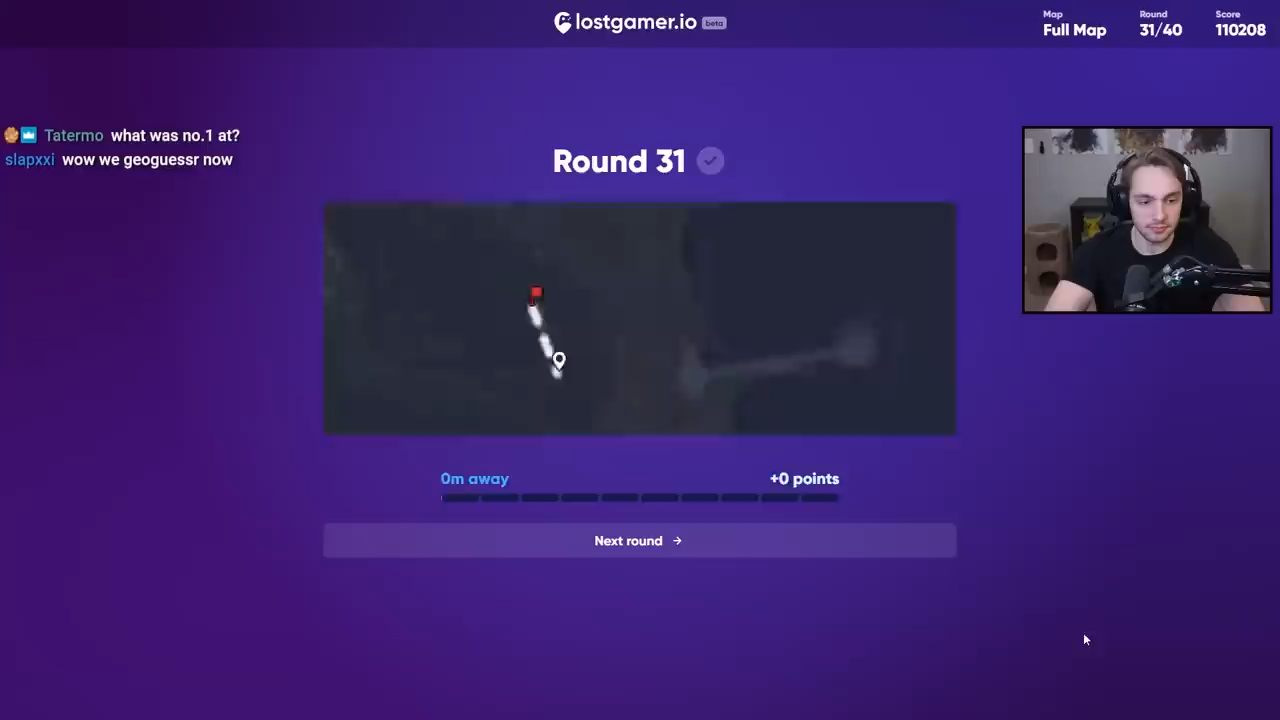 lostgamer.io beta
Map
Full Map
Round
31/40
Score
110208
Tatermo what was no.1 at?
slapxxi wow we geoguessr now
Round 31
0m away
+0 points
Next round →